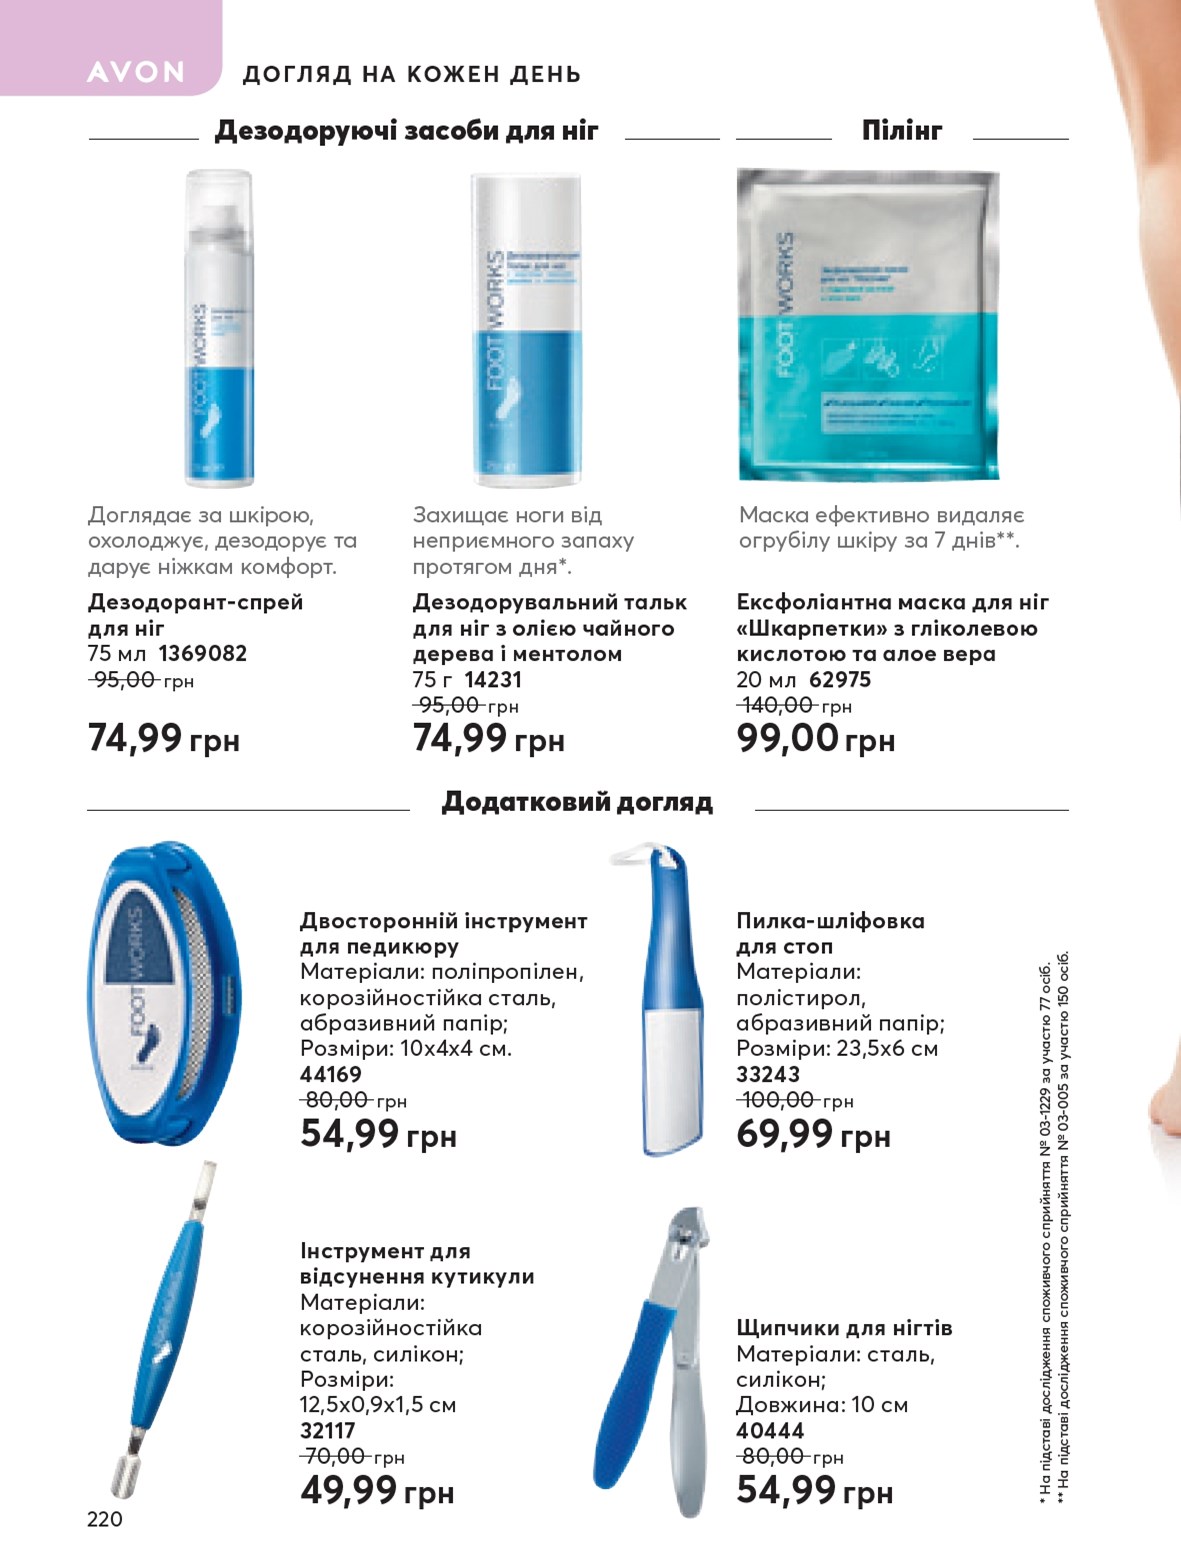 AVON
ДОГЛЯД НА КОЖЕН ДЕНЬ
Дезодоруючі засоби для ніг
Пілінг
FOOT WORKS
FOOT WORKS
FOOT WORKS
Доглядає за шкірою,
охолоджує, дезодорує та
дарує ніжкам комфорт.
Дезодорант-спрей
для ніг
75 мл 1369082
95,00 грн
74,99 грн
Захищає ноги від
неприємного запаху
протягом дня*.
Дезодорувальний тальк
для ніг з олією чайного
дерева і ментолом
75 г 14231
95,00 грн
74,99 грн
Маска ефективно видаляє
огрубілу шкіру за 7 днів**.
Ексфоліантна маска для ніг
«Шкарпетки» з гліколевою
кислотою та алое вера
20 мл 62975
140,00 грн
99,00 грн
Додатковий догляд
FOOT WORKS
Двосторонній інструмент
для педикюру
Матеріали: поліпропілен,
корозійностійка сталь,
абразивний папір;
Розміри: 10х4х4 см.
44169
80,00 грн
54,99 грн
Пилка-шліфовка
для стоп
Матеріали:
полістирол,
абразивний папір;
Розміри: 23,5х6 см
33243
100,00 грн
69,99 грн
Інструмент для
відсунення кутикули
Матеріали:
корозійностійка
сталь, силікон;
Розміри:
12,5х0,9х1,5 см
32117
70,00 грн
49,99 грн
Щипчики для нігтів
Матеріали: сталь,
силікон;
Довжина: 10 см
40444
80,00 грн
54,99 грн
* На підставі дослідження споживчого сприйняття № 03-1229 за участю 77 осіб.
** На підставі дослідження споживчого сприйняття № 03-005 за участю 150 осіб.
220